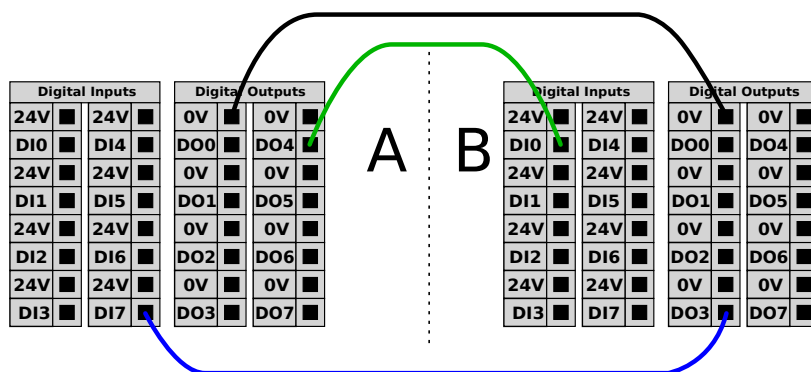 Digital Inputs Digital Outputs Digital Inputs Digital Outputs
24V 24V 0V 0V 24V 24V 0V 0V
DI0 DI4 DO0 DO4 A B DI0 DI4 DO0 DO4
24V 24V 0V 0V 24V 24V 0V 0V
DI1 DI5 DO1 DO5 DI1 DI5 DO1 DO5
24V 24V 0V 0V 24V 24V 0V 0V
DI2 DI6 DO2 DO6 DI2 DI6 DO2 DO6
24V 24V 0V 0V 24V 24V 0V 0V
DI3 DI7 DO3 DO7 DI3 DI7 DO3 DO7